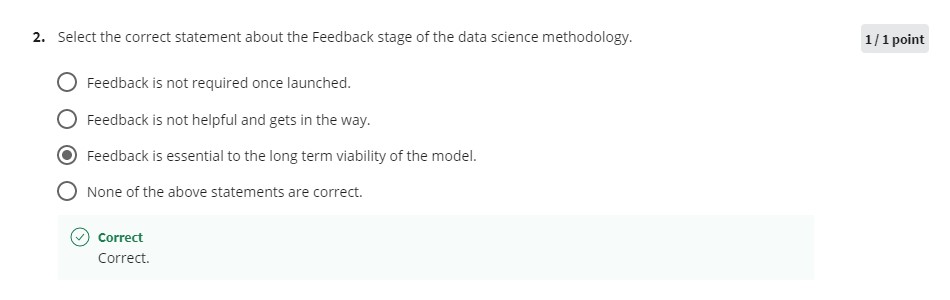 2. Select the correct statement about the Feedback stage of the data science methodology.
1 / 1 point
Feedback is not required once launched.
Feedback is not helpful and gets in the way.
Feedback is essential to the long term viability of the model.
None of the above statements are correct.
Correct
Correct.